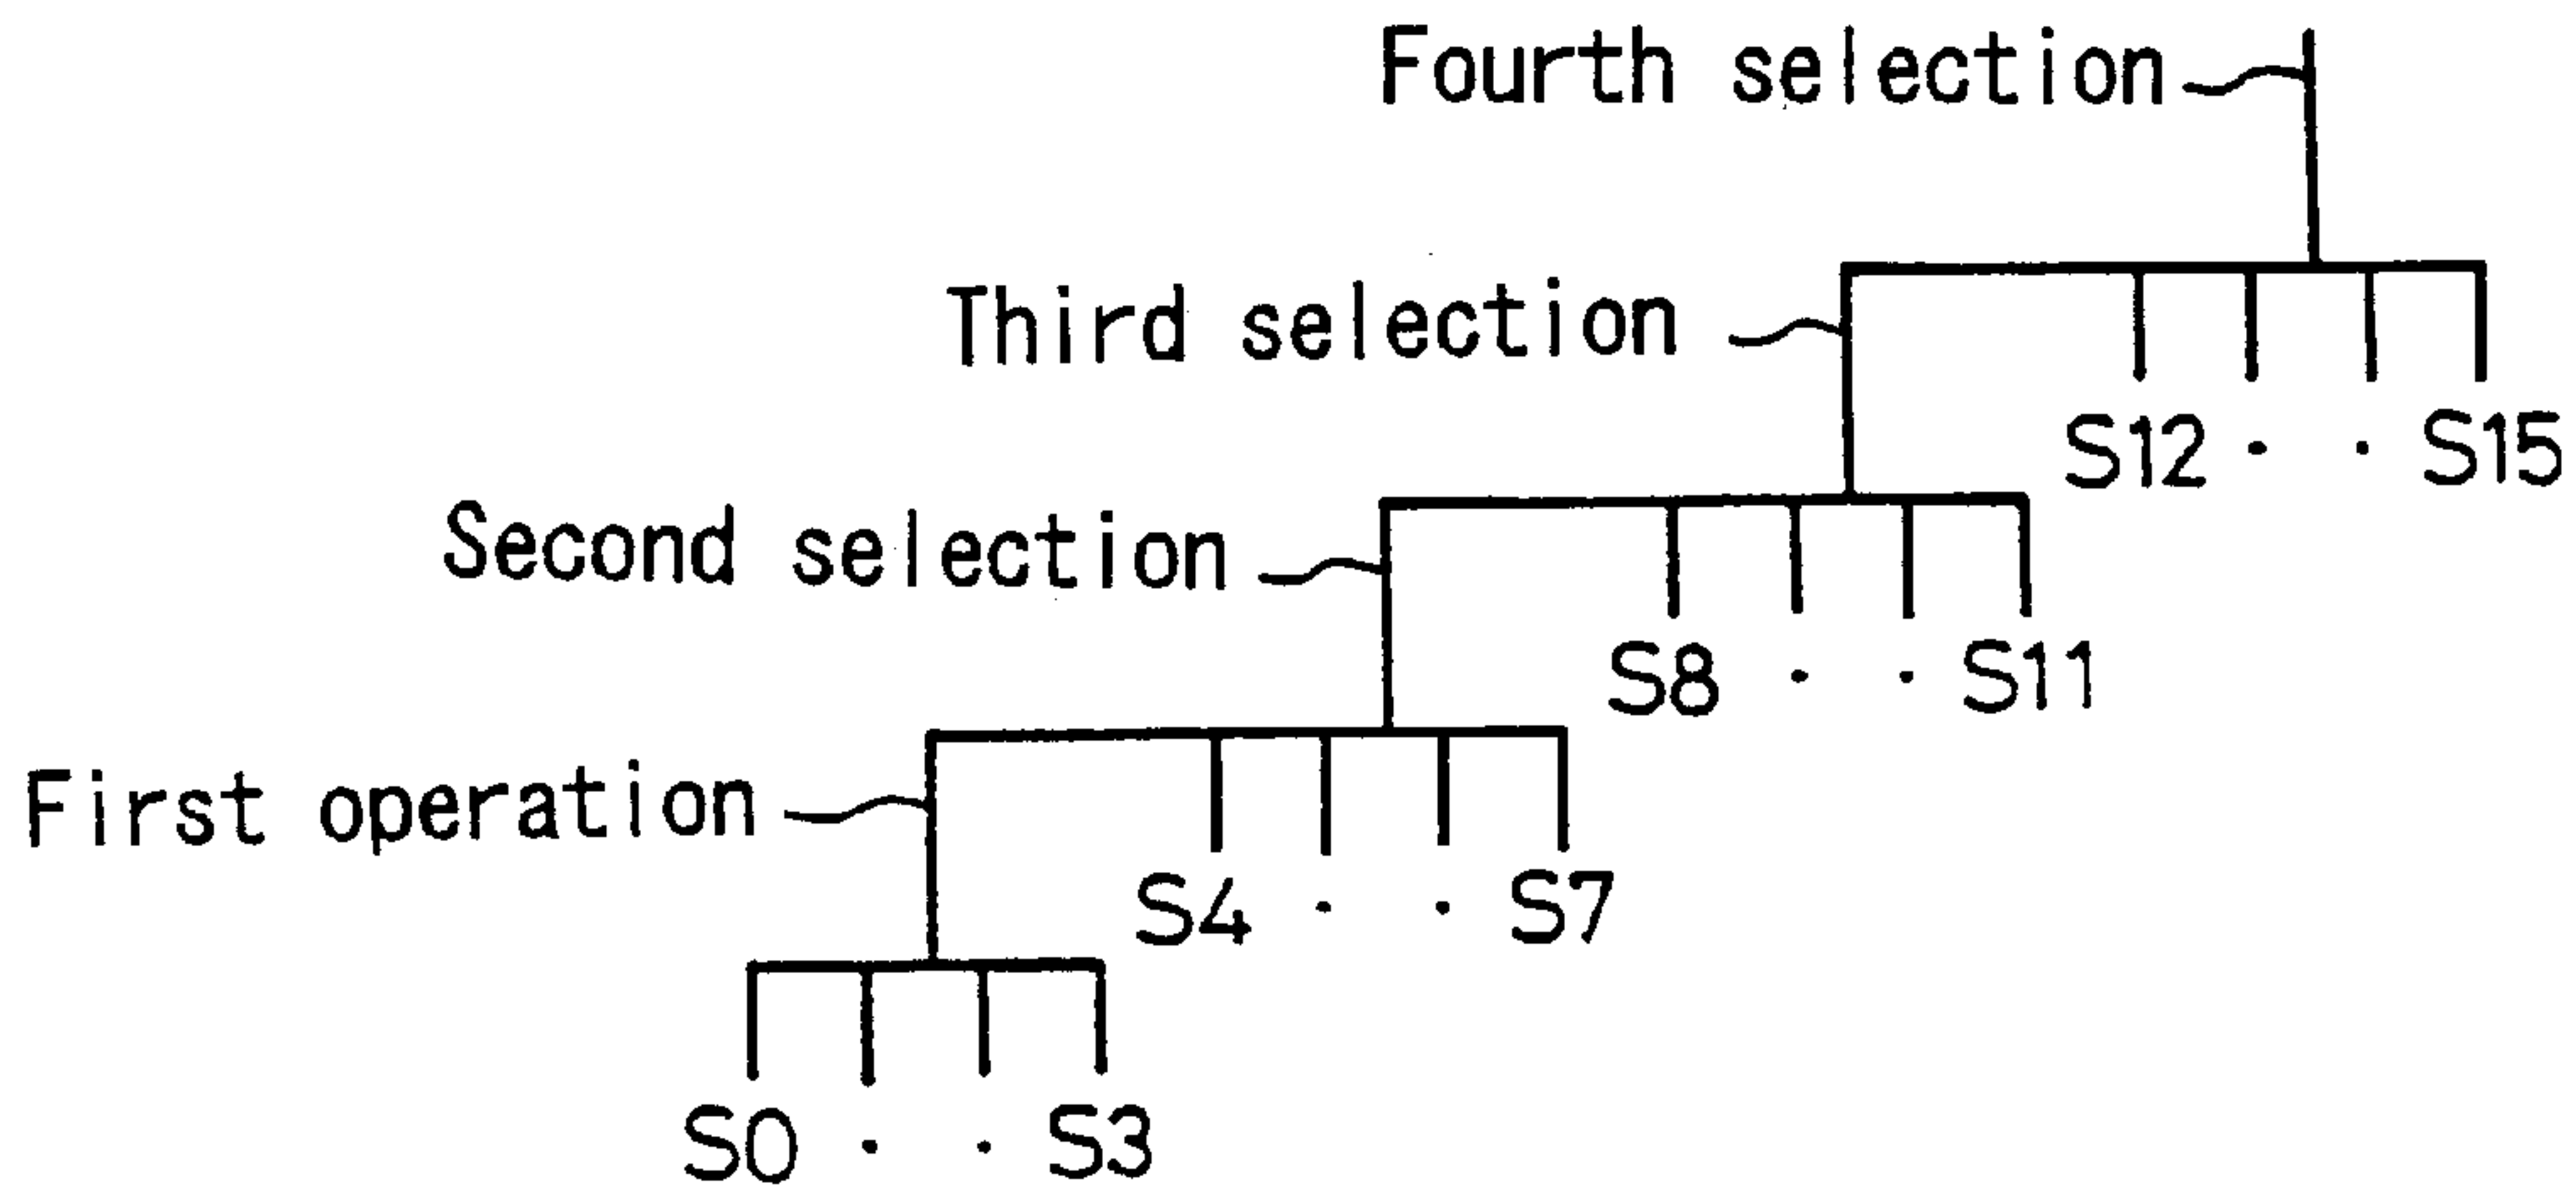 Fourth selection
Third selection
S12 · · S15
Second selection
S8 · · S11
First operation
S4 · · S7
S0 · · S3